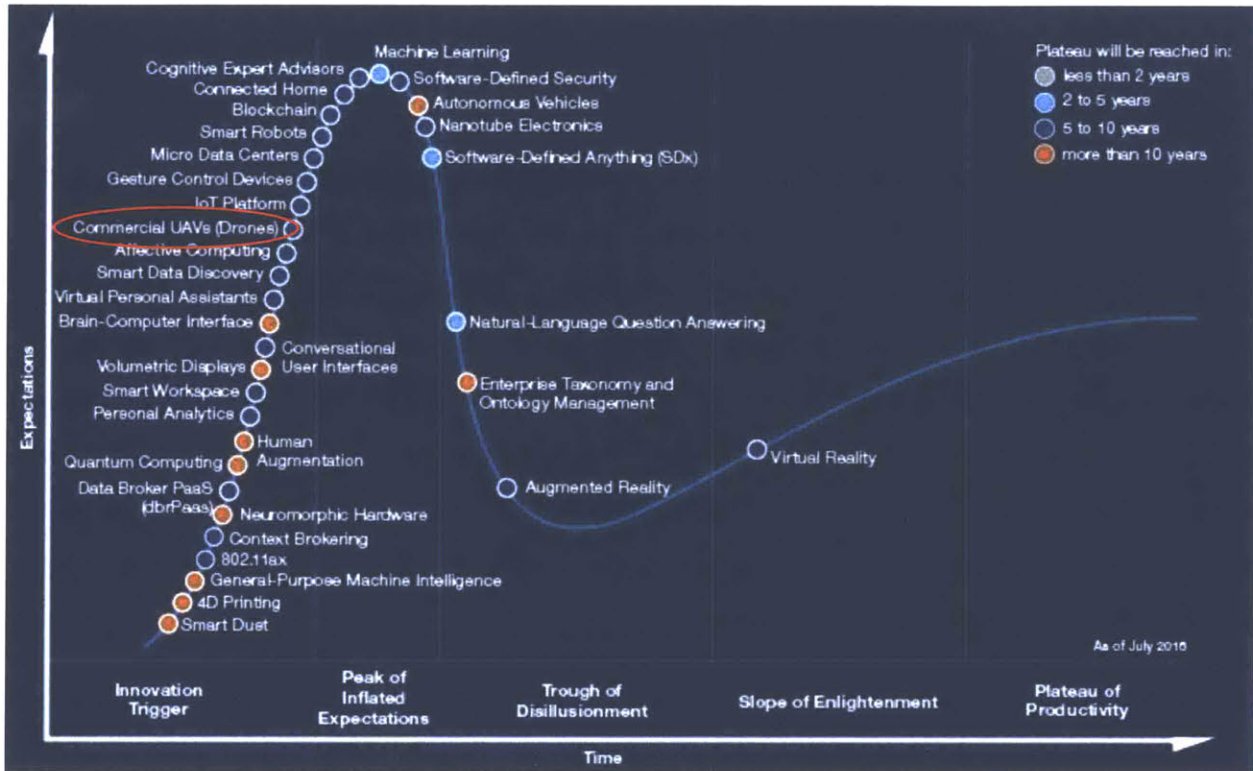 Machine Learning
Cognitive Expert Advisors
Software-Defined Security
Connected Home
Autonomous Vehicles
Blockchain
Nanotube Electronics
Smart Robots
Micro Data Centers
Software-Defined Anything (SDx)
Gesture Control Devices
IoT Platform
Commercial UAVs (Drones)
Affective Computing
Smart Data Discovery
Virtual Personal Assistants
Brain-Computer Interface
Natural-Language Question Answering
Conversational
User Interfaces
Volumetric Displays
Smart Workspace
Enterprise Taxonomy and
Ontology Management
Personal Analytics
Human
Augmentation
Quantum Computing
Virtual Reality
Data Broker PaaS
(dbrPaas)
Augmented Reality
Neuromorphic Hardware
Context Brokering
802.11ax
General-Purpose Machine Intelligence
4D Printing
Smart Dust
Plateau will be reached in:
less than 2 years
2 to 5 years
5 to 10 years
more than 10 years
As of July 2016
Expectations
Innovation
Trigger
Peak of
Inflated
Expectations
Trough of
Disillusionment
Slope of Enlightenment
Plateau of
Productivity
Time